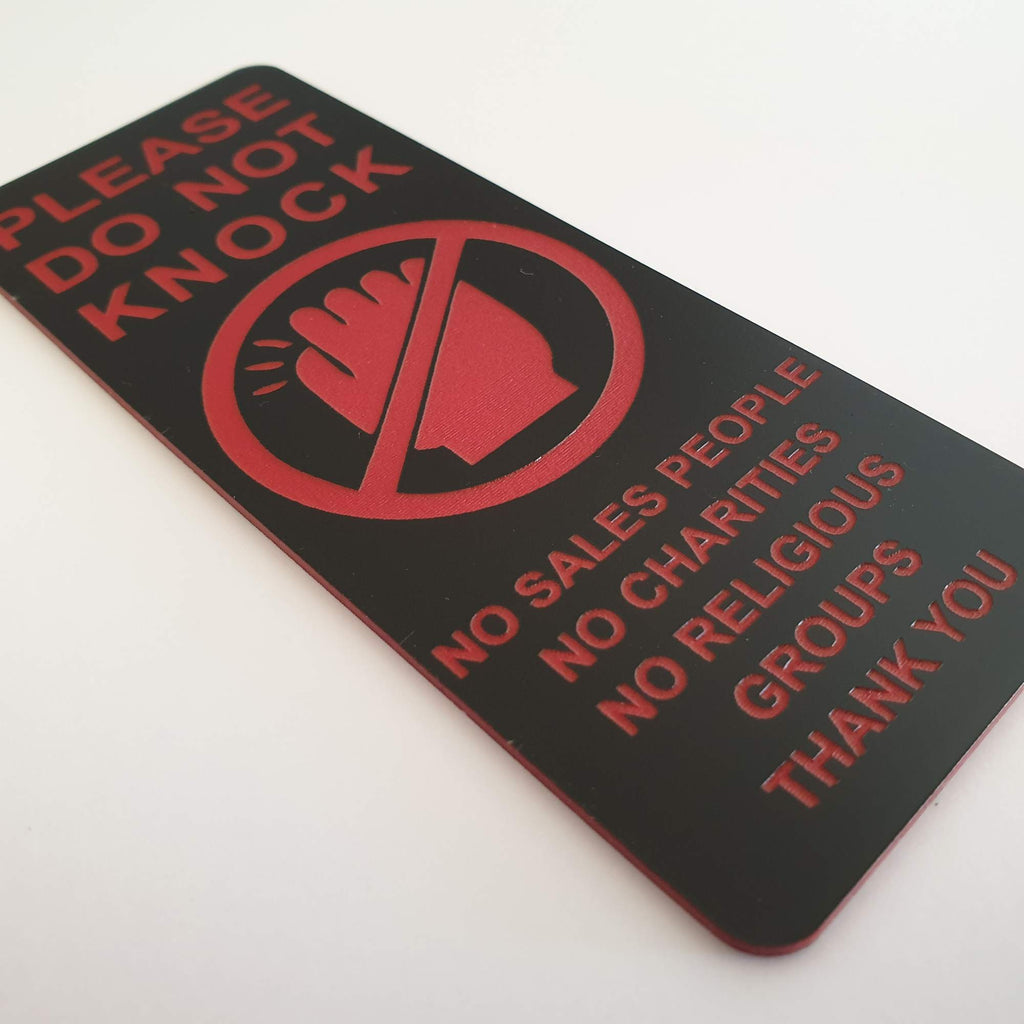 PLEASE
DO NOT
KNOCK
NO SALES PEOPLE
NO CHARITIES
NO RELIGIOUS
GROUPS
THANK YOU